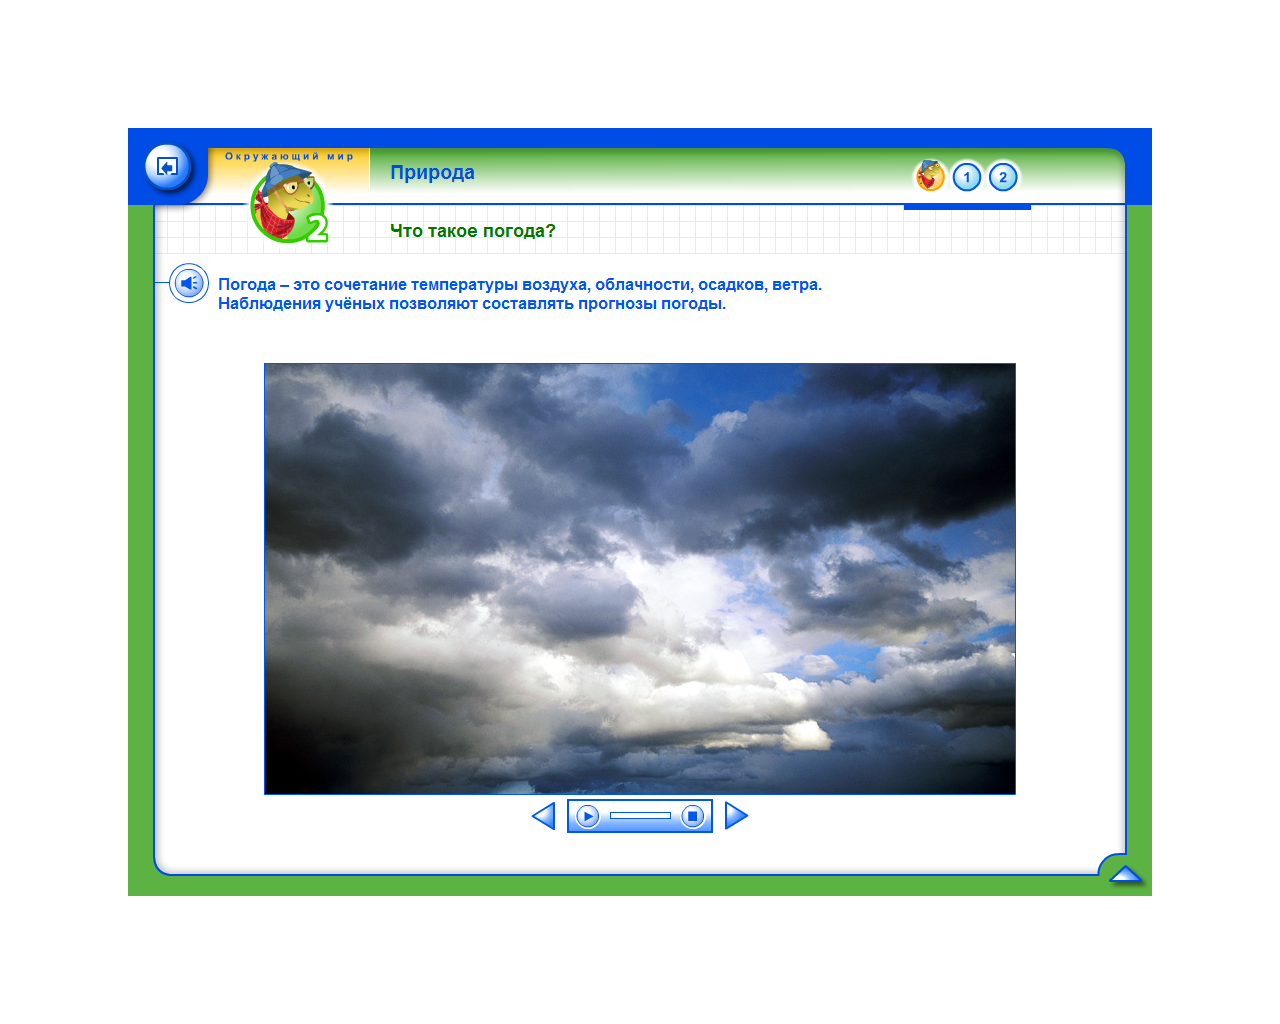 Окружающий мир
Природа
1
2
2
Что такое погода?
Погода – это сочетание температуры воздуха, облачности, осадков, ветра.
Наблюдения учёных позволяют составлять прогнозы погоды.